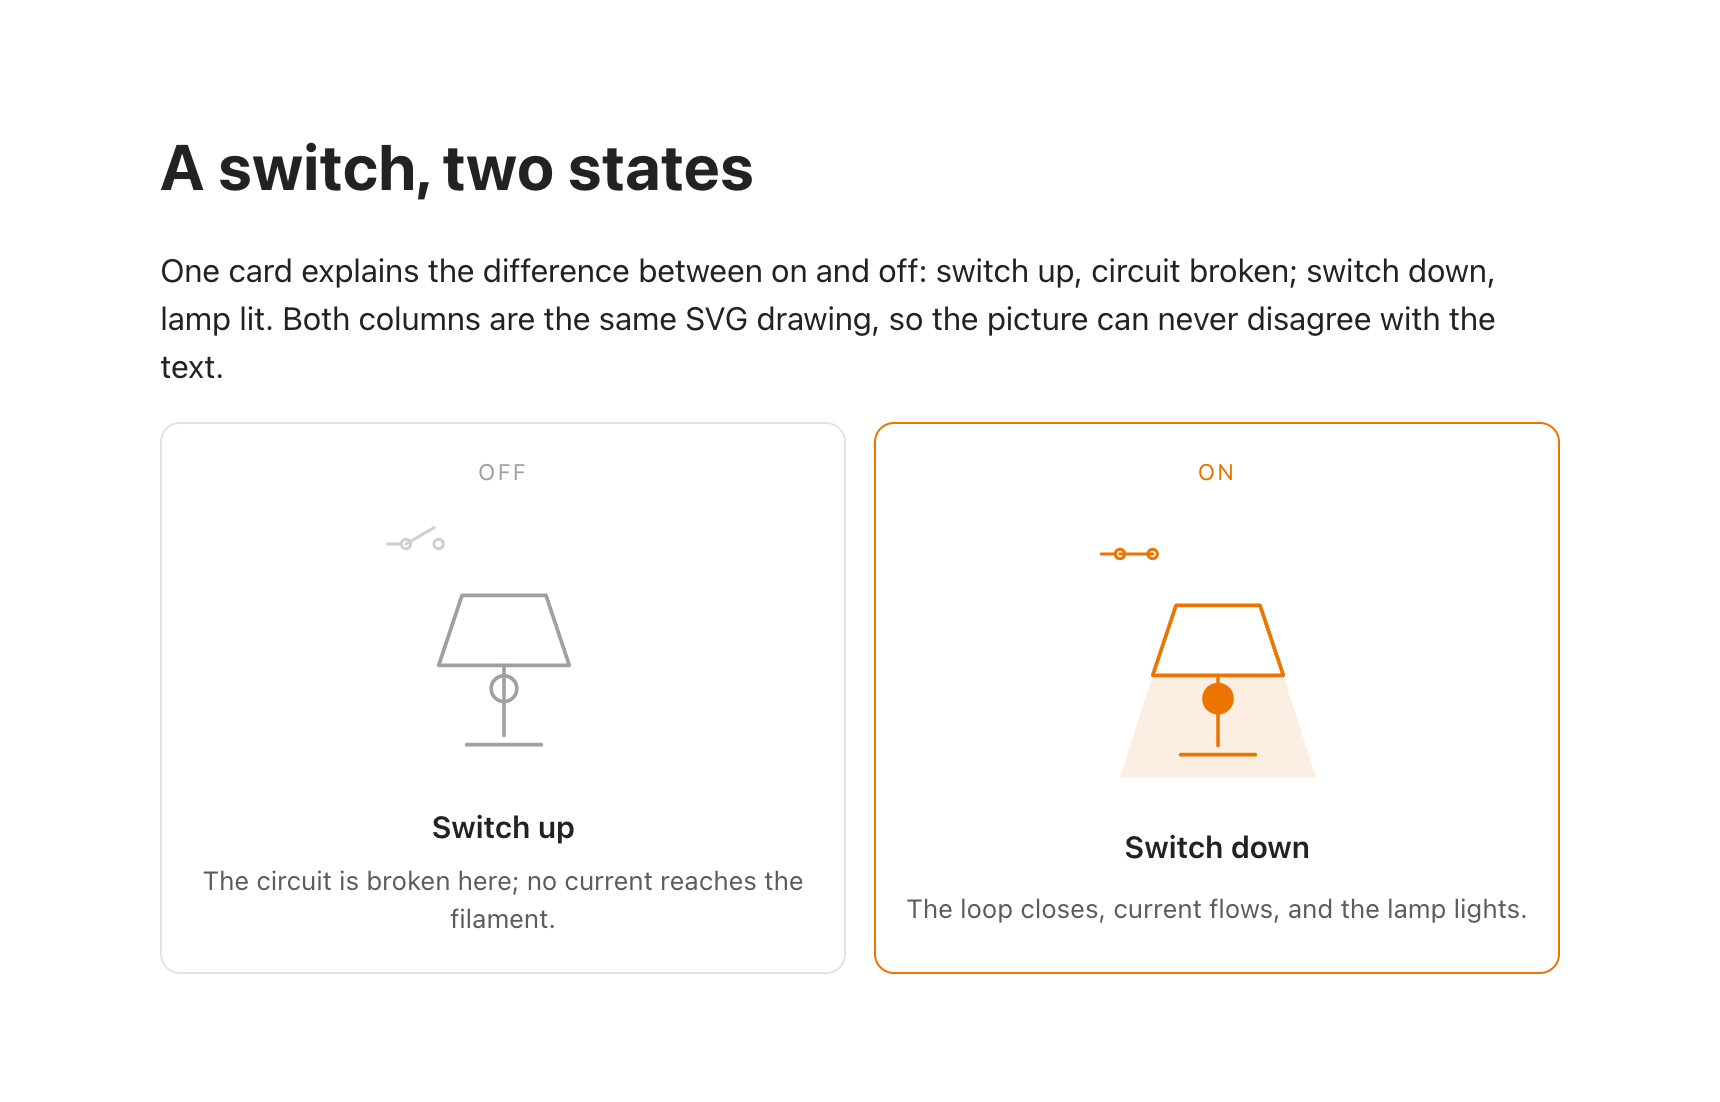 A switch, two states
One card explains the difference between on and off: switch up, circuit broken; switch down,
lamp lit. Both columns are the same SVG drawing, so the picture can never disagree with the
text.
OFF
Switch up
The circuit is broken here; no current reaches the
filament.
ON
Switch down
The loop closes, current flows, and the lamp lights.